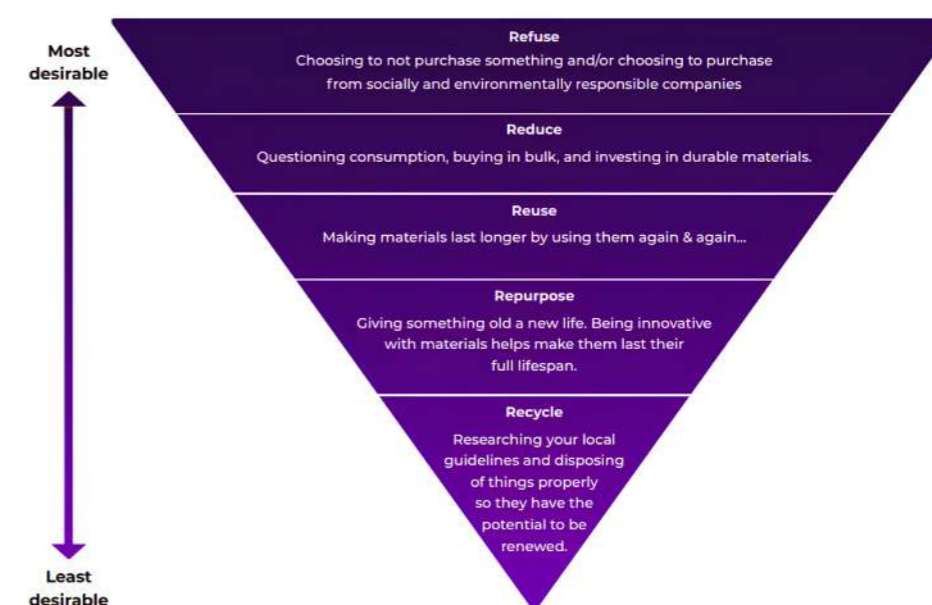 Most
desirable
Refuse
Choosing to not purchase something and/or choosing to purchase
from socially and environmentally responsible companies
Reduce
Questioning consumption, buying in bulk, and investing in durable materials.
Reuse
Making materials last longer by using them again & again...
Repurpose
Giving something old a new life. Being innovative
with materials helps make them last their
full lifespan.
Recycle
Researching your local
guidelines and disposing
of things properly
so they have the
potential to be
renewed.
Least
desirable